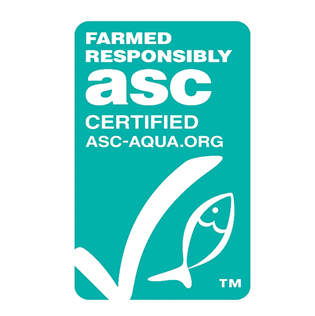 FARMED
RESPONSIBLY
asc
CERTIFIED
ASC-AQUA.ORG
TM